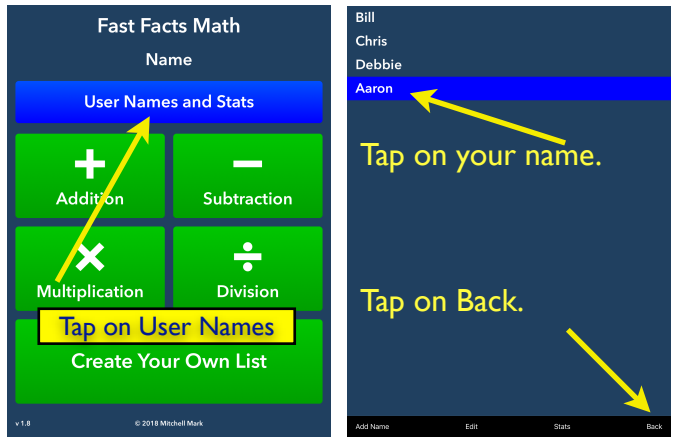 Fast Facts Math
Name
User Names and Stats
Addition
Subtraction
Multiplication
Division
Tap on User Names
Create Your Own List
v 1.8
© 2018 Mitchell Mark
Bill
Chris
Debbie
Aaron
Tap on your name.
Tap on Back.
Add Name
Edit
Stats
Back